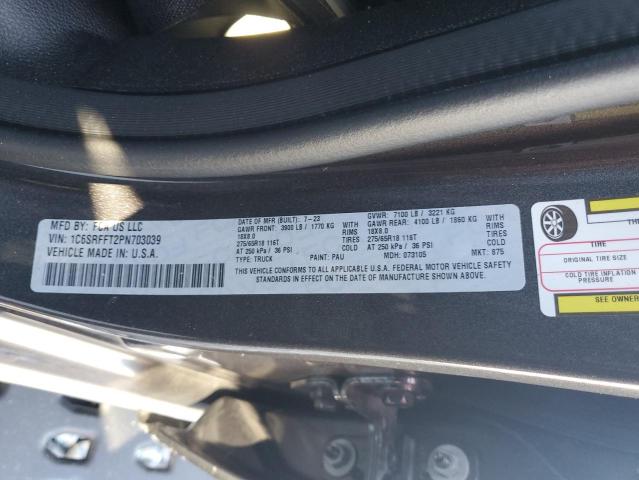 MFD BY: FCA US LLC
VIN: 1C6SRFFT2PN703039
VEHICLE MADE IN U.S.A.
DATE OF MFR (BUILT): 7-23
GAWR FRONT: 3900 LB / 1770 KG WITH
18X8.0 RIMS
275/65R18 116T TIRES
AT 250 kPa / 36 PSI COLD
GVWR: 7100 LB / 3221 KG
GAWR REAR: 4100 LB / 1860 KG WITH
18X8.0 RIMS
275/65R18 116T TIRES
AT 250 kPa / 36 PSI COLD
THIS VEHICLE CONFORMS TO ALL APPLICABLE U.S.A. FEDERAL MOTOR VEHICLE SAFETY
STANDARDS IN EFFECT ON THE DATE OF MANUFACTURE SHOWN ABOVE.
TYPE: TRUCK PAINT: PAU MDH: 073105 MKT: 875
TIRE
ORIGINAL TIRE SIZE
COLD TIRE INFLATION
PRESSURE
SEE OWNER